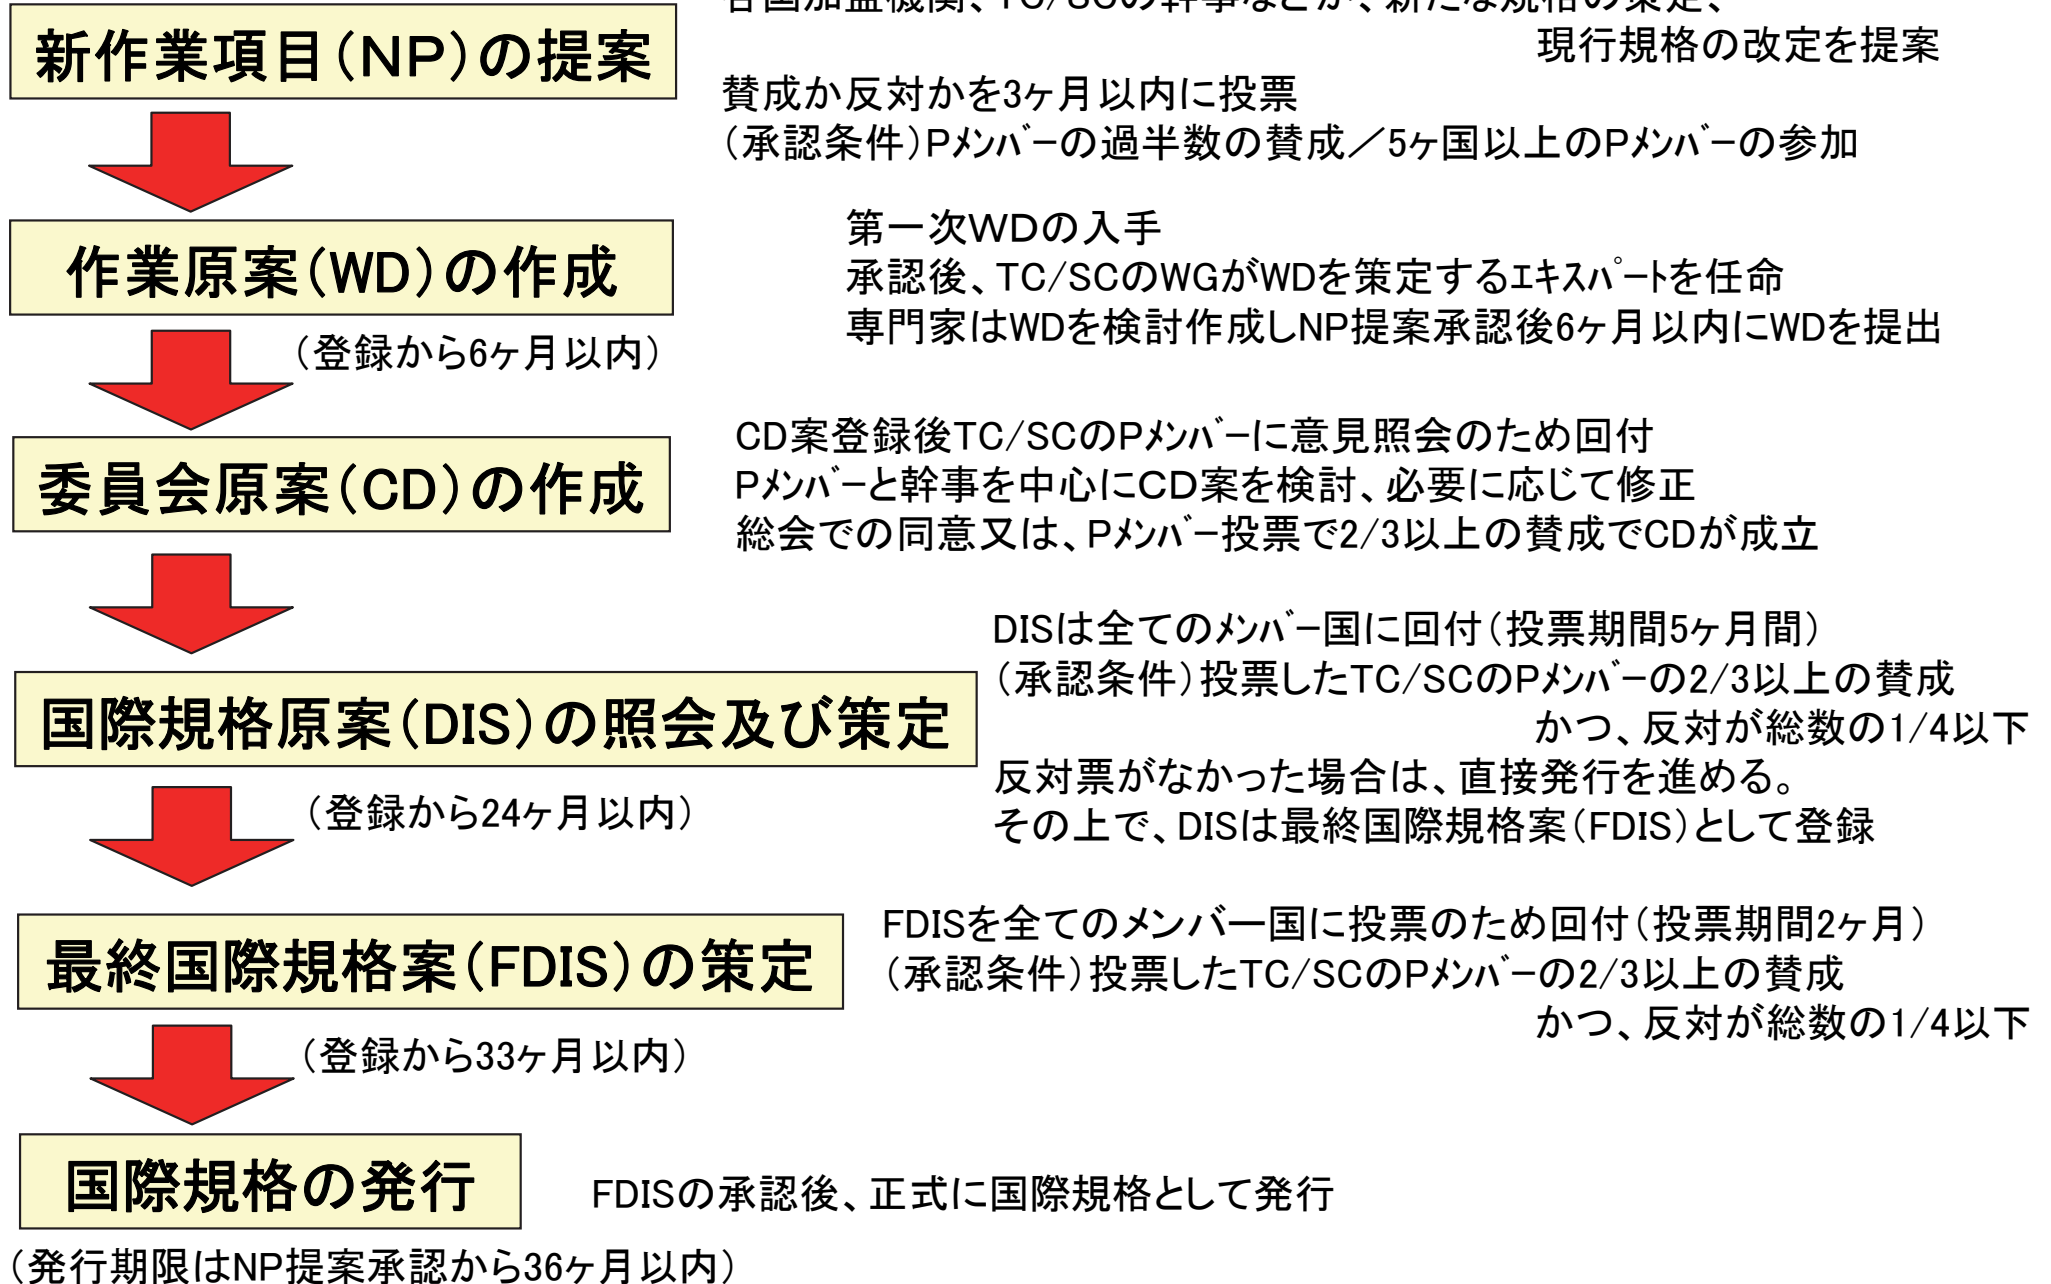 各国加盟機関、TC/SCの幹事などが、新たな規格の策定、
新作業項目（NP）の提案
現行規格の改定を提案
賛成か反対かを3ヶ月以内に投票
（承認条件）Pﾒﾝﾊﾞｰの過半数の賛成／5ヶ国以上のPﾒﾝﾊﾞｰの参加
第一次WDの入手
作業原案（WD）の作成
承認後、TC/SCのWGがWDを策定するｴｷｽﾊﾟｰﾄを任命
専門家はWDを検討作成しNP提案承認後6ヶ月以内にWDを提出
（登録から6ヶ月以内）
CD案登録後TC/SCのPﾒﾝﾊﾞｰに意見照会のため回付
委員会原案（CD）の作成
Pﾒﾝﾊﾞｰと幹事を中心にCD案を検討、必要に応じて修正
総会での同意又は、Pﾒﾝﾊﾞｰ投票で2/3以上の賛成でCDが成立
DISは全てのﾒﾝﾊﾞｰ国に回付（投票期間5ヶ月間）
（承認条件）投票したTC/SCのPﾒﾝﾊﾞｰの2/3以上の賛成
国際規格原案（DIS）の照会及び策定
かつ、反対が総数の1/4以下
反対票がなかった場合は、直接発行を進める。
（登録から24ヶ月以内）
その上で、DISは最終国際規格案（FDIS）として登録
FDISを全てのメンバー国に投票のため回付（投票期間2ヶ月）
最終国際規格案（FDIS）の策定
（承認条件）投票したTC/SCのPﾒﾝﾊﾞｰの2/3以上の賛成
かつ、反対が総数の1/4以下
（登録から33ヶ月以内）
国際規格の発行
FDISの承認後、正式に国際規格として発行
（発行期限はNP提案承認から36ヶ月以内）